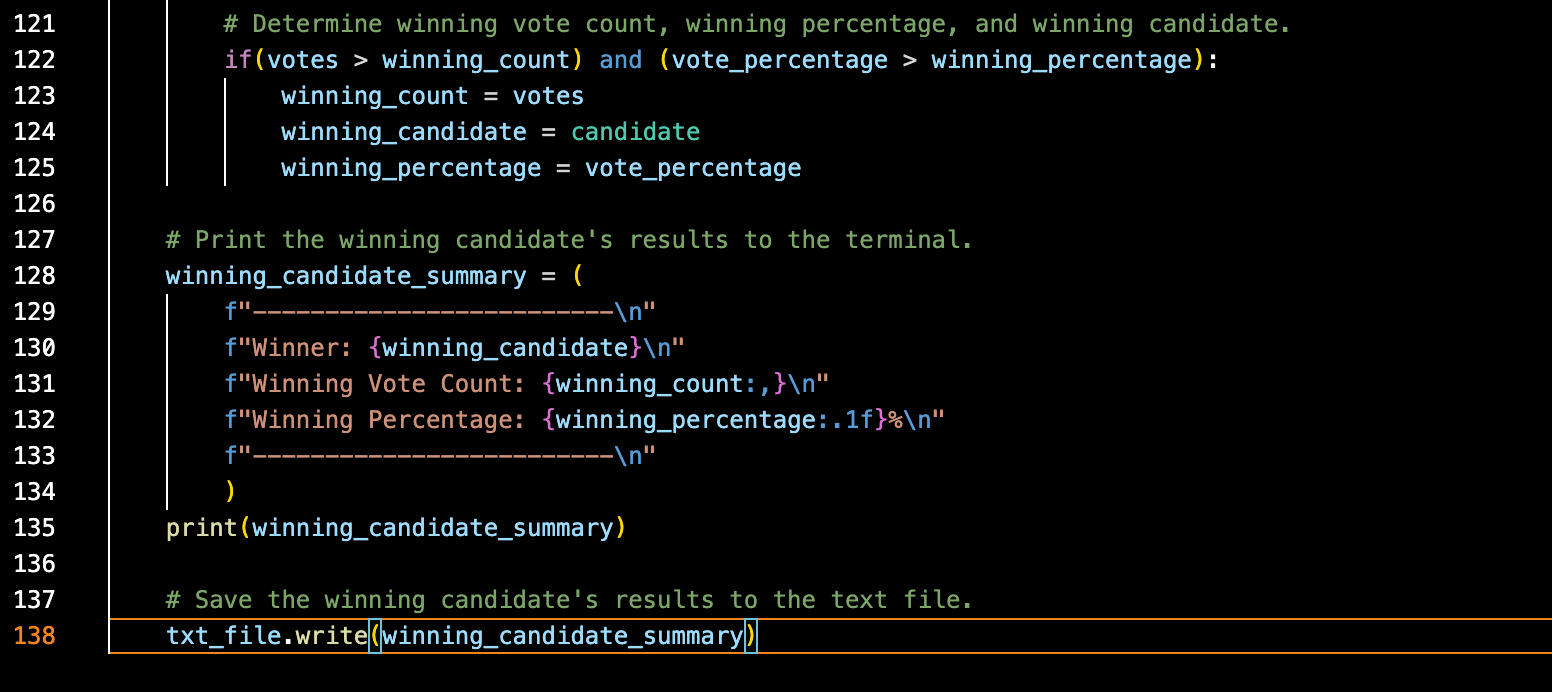 121 # Determine winning vote count, winning percentage, and winning candidate.
122 if(votes > winning_count) and (vote_percentage > winning_percentage):
123 winning_count = votes
124 winning_candidate = candidate
125 winning_percentage = vote_percentage
126
127 # Print the winning candidate's results to the terminal.
128 winning_candidate_summary = (
129 f"-------------------------\n"
130 f"Winner: {winning_candidate}\n"
131 f"Winning Vote Count: {winning_count:,}\n"
132 f"Winning Percentage: {winning_percentage:.1f}%\n"
133 f"-------------------------\n"
134 )
135 print(winning_candidate_summary)
136
137 # Save the winning candidate's results to the text file.
138 txt_file.write(winning_candidate_summary)